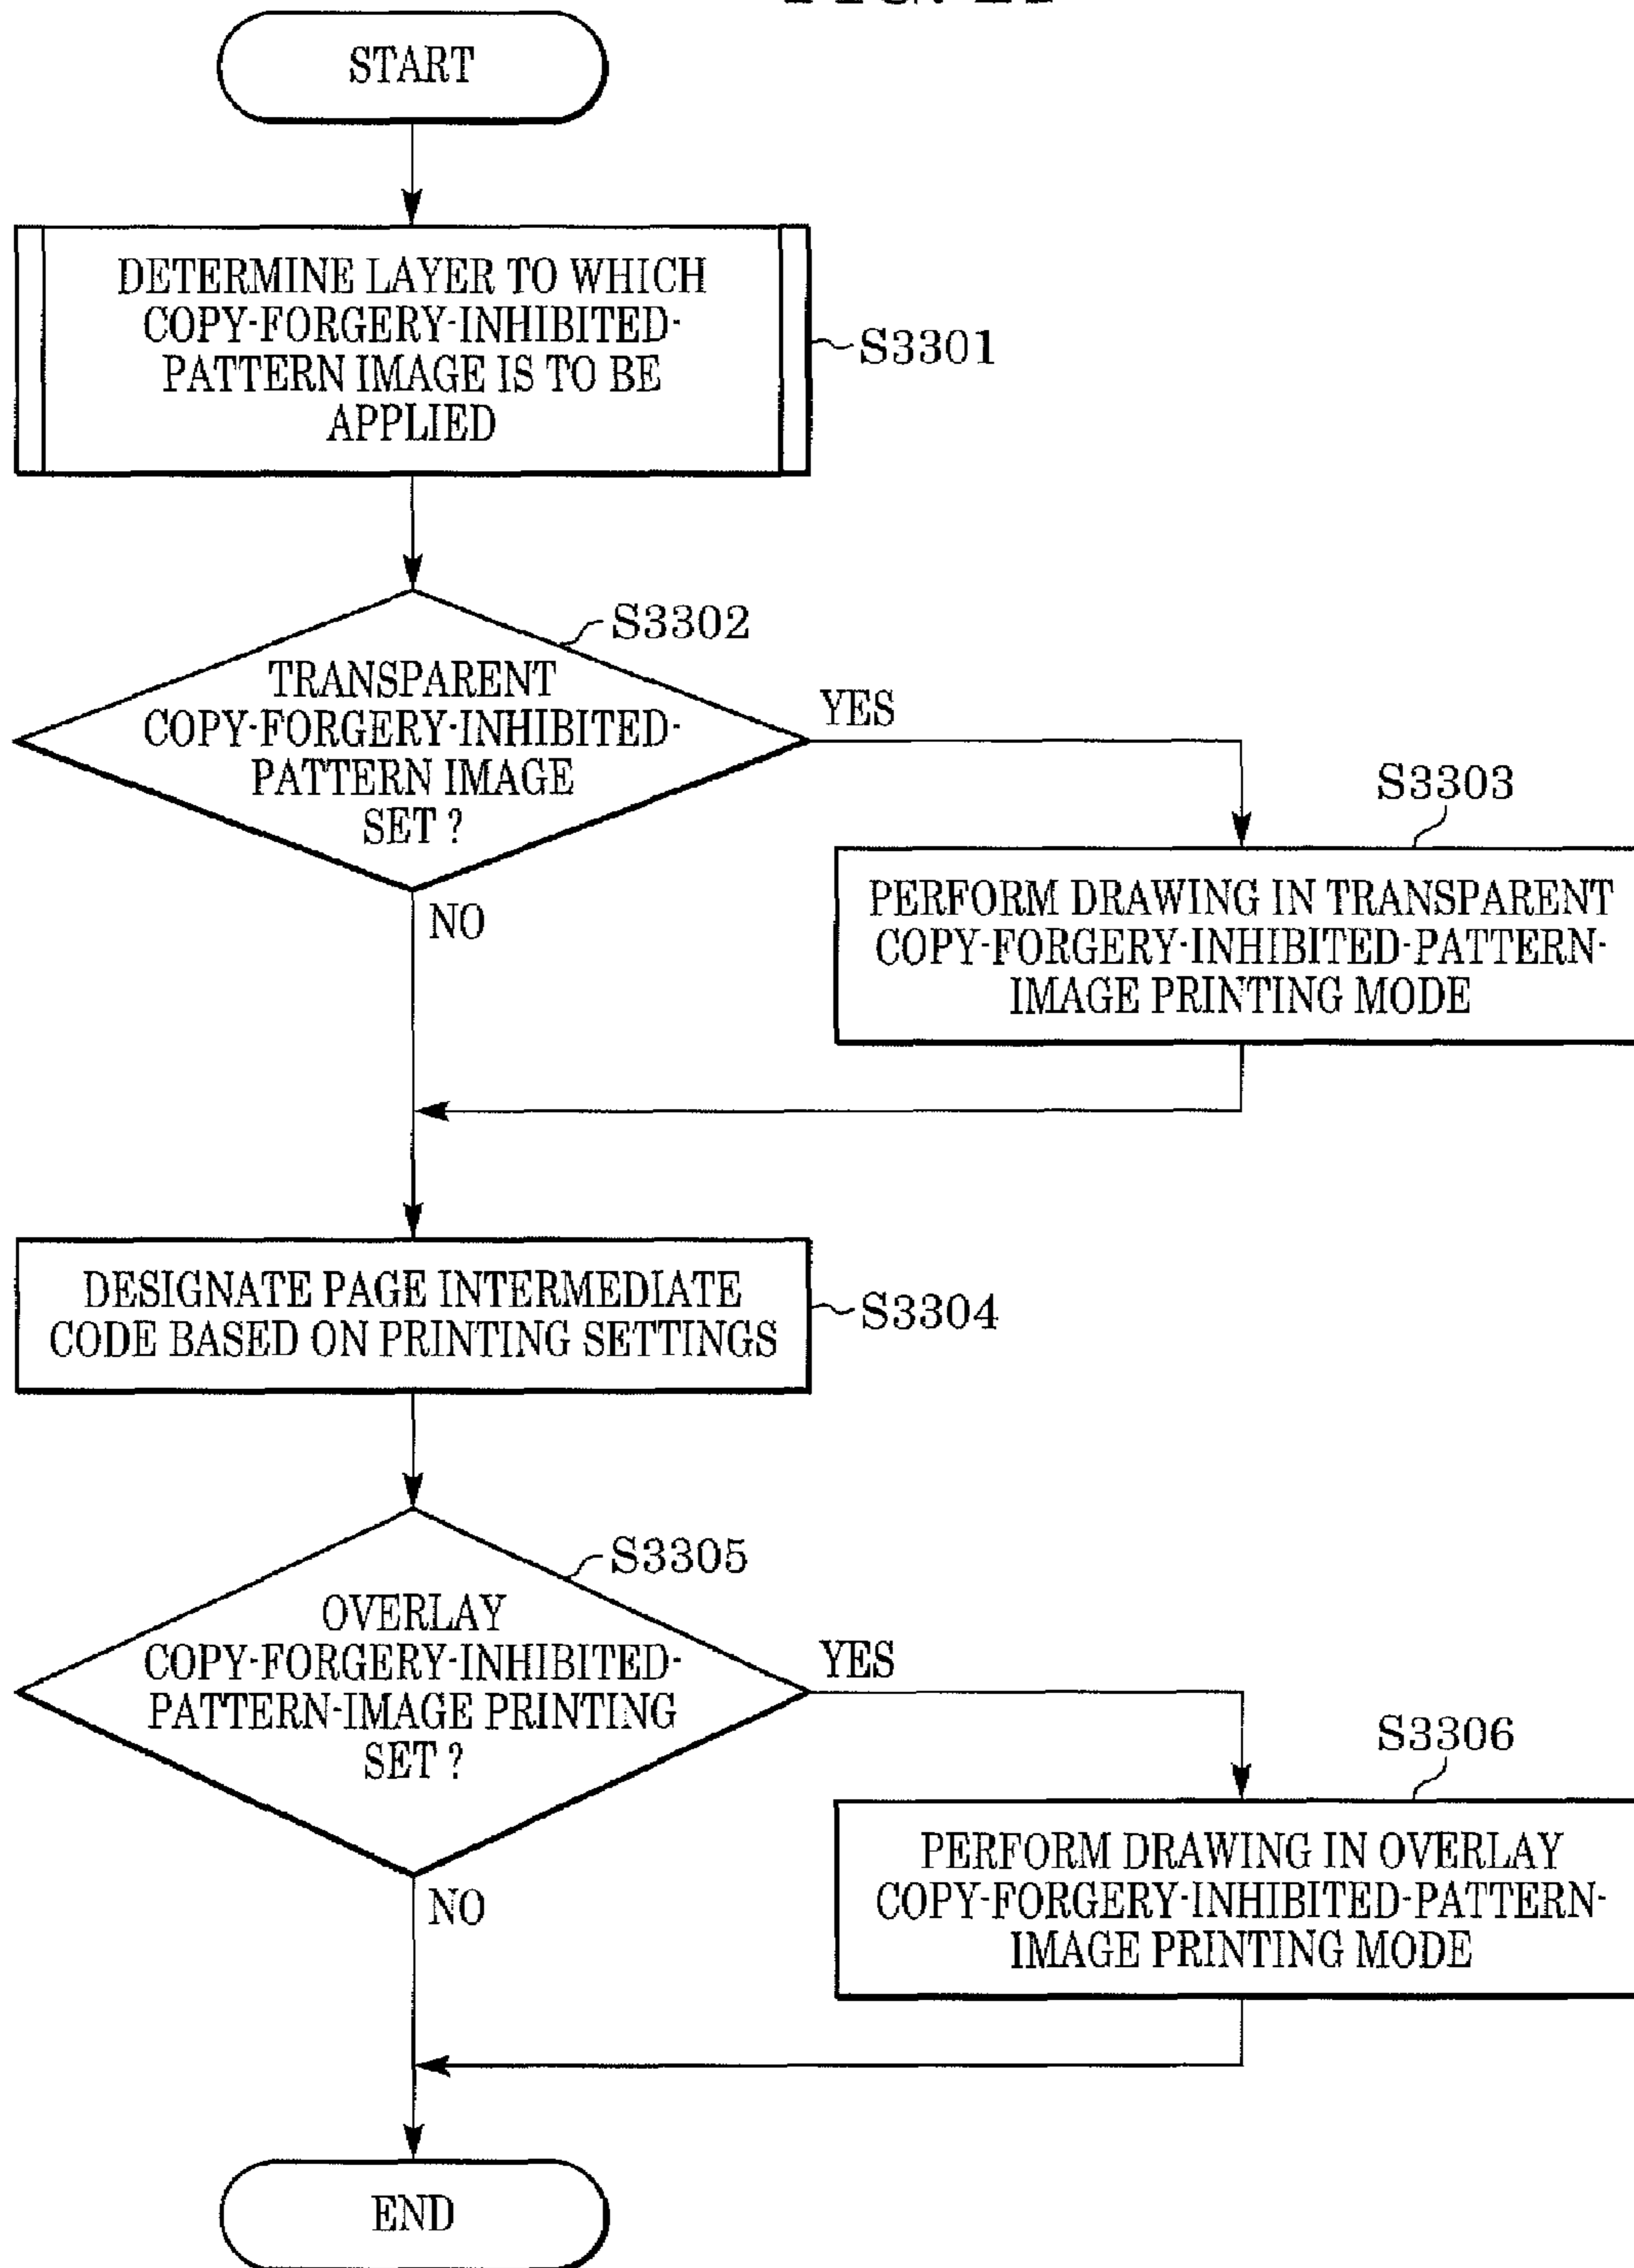 START
DETERMINE LAYER TO WHICH
COPY-FORGERY-INHIBITED-
PATTERN IMAGE IS TO BE
APPLIED
S3301
S3302
TRANSPARENT
COPY-FORGERY-INHIBITED-
PATTERN IMAGE
SET ?
YES
NO
S3303
PERFORM DRAWING IN TRANSPARENT
COPY-FORGERY-INHIBITED-PATTERN-
IMAGE PRINTING MODE
DESIGNATE PAGE INTERMEDIATE
CODE BASED ON PRINTING SETTINGS
S3304
S3305
OVERLAY
COPY-FORGERY-INHIBITED-
PATTERN-IMAGE PRINTING
SET ?
YES
NO
S3306
PERFORM DRAWING IN OVERLAY
COPY-FORGERY-INHIBITED-PATTERN-
IMAGE PRINTING MODE
END